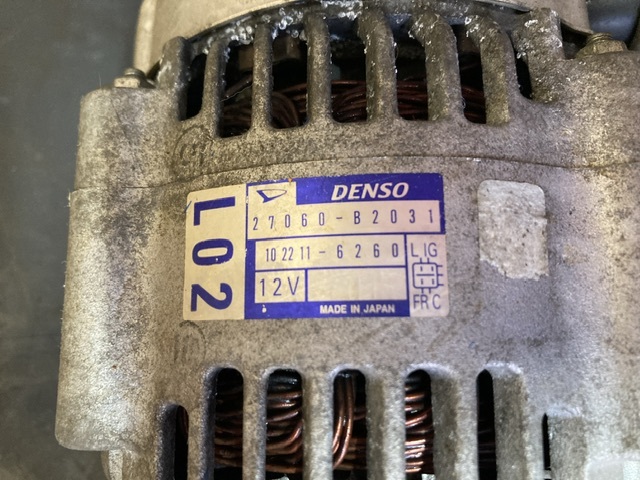 L02
DENSO
27060-B2031
102211-6260
L IG
12V
FR C
MADE IN JAPAN